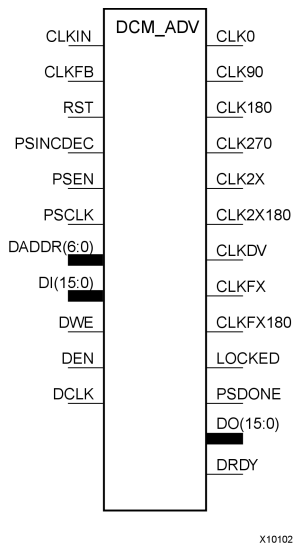 DCM_ADV
CLKIN
CLKFB
RST
PSINCDEC
PSEN
PSCLK
DADDR(6:0)
DI(15:0)
DWE
DEN
DCLK
CLK0
CLK90
CLK180
CLK270
CLK2X
CLK2X180
CLKDV
CLKFX
CLKFX180
LOCKED
PSDONE
DO(15:0)
DRDY
X10102